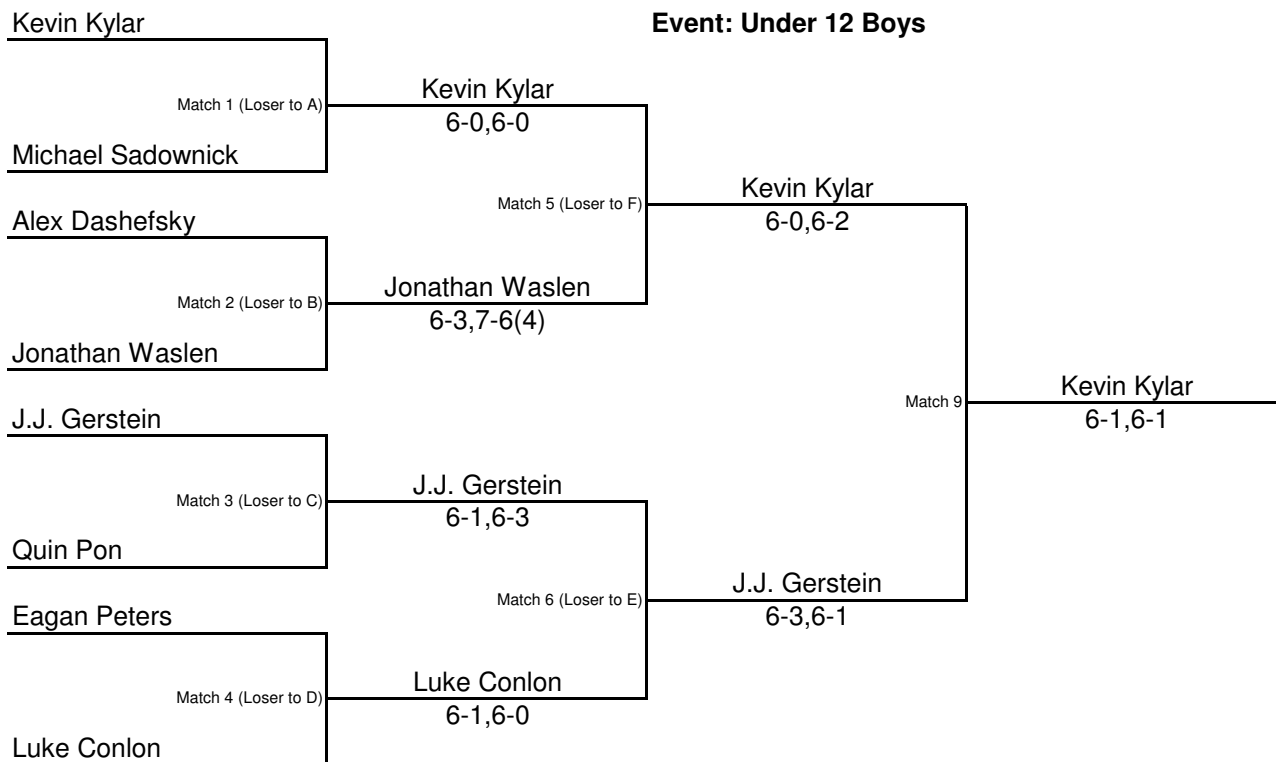 Kevin Kylar
Event: Under 12 Boys
Match 1 (Loser to A)
Kevin Kylar
6-0,6-0
Michael Sadownick
Match 5 (Loser to F)
Kevin Kylar
6-0,6-2
Alex Dashefsky
Match 2 (Loser to B)
Jonathan Waslen
6-3,7-6(4)
Jonathan Waslen
Match 9
Kevin Kylar
6-1,6-1
J.J. Gerstein
Match 3 (Loser to C)
J.J. Gerstein
6-1,6-3
Quin Pon
Match 6 (Loser to E)
J.J. Gerstein
6-3,6-1
Eagan Peters
Match 4 (Loser to D)
Luke Conlon
6-1,6-0
Luke Conlon